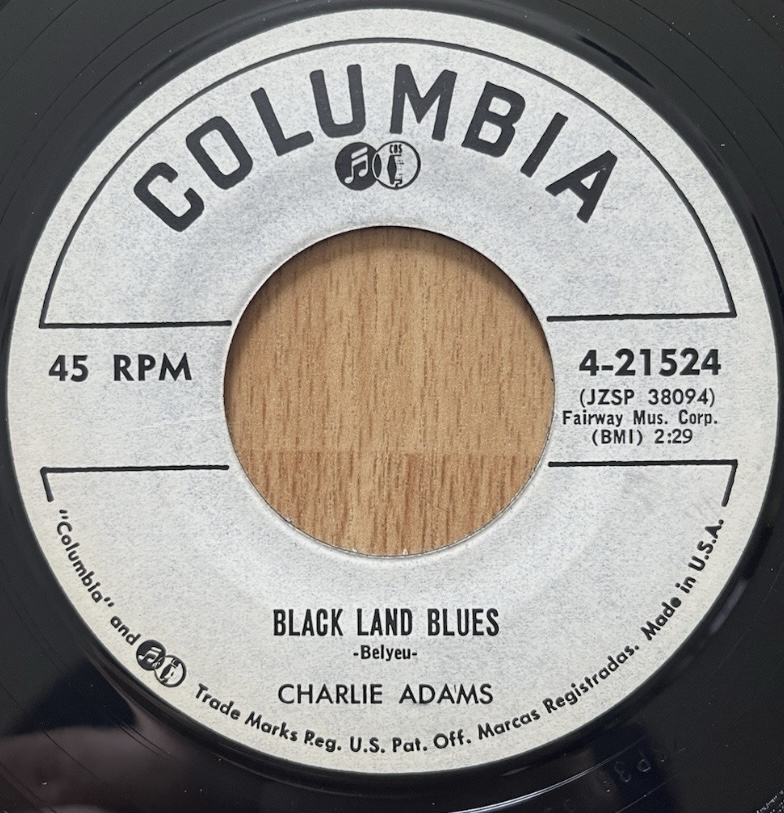 COLUMBIA
CBS
45 RPM
4-21524
(JZSP 38094)
Fairway Mus. Corp.
(BMI) 2:29
BLACK LAND BLUES
-Belyeu-
CHARLIE ADAMS
"Columbia" and Trade Marks Reg. U.S. Pat. Off. Marcas Registradas. Made in U.S.A.